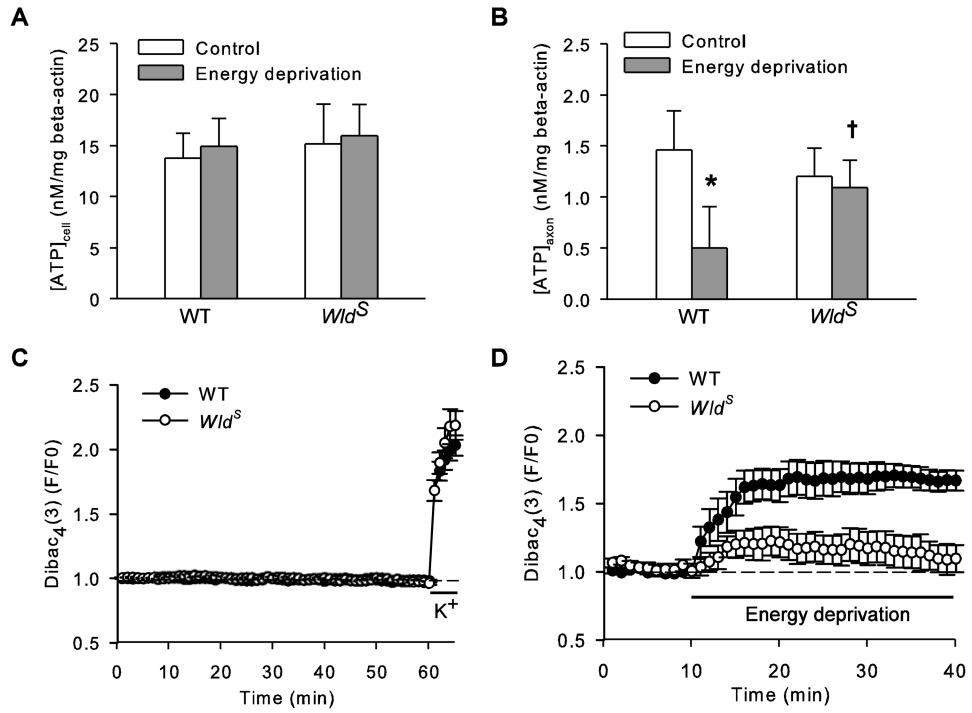 A
Control
Energy deprivation
25
20
15
10
5
0
[ATP]cell (nM/mg beta-actin)
WT
WldS
B
Control
Energy deprivation
2.5
2.0
1.5
1.0
0.5
0.0
[ATP]axon (nM/mg beta-actin)
*
†
WT
WldS
C
WT
WldS
2.5
2.0
1.5
1.0
0.5
Dibac4(3) (F/F0)
K+
0 10 20 30 40 50 60
Time (min)
D
WT
WldS
2.5
2.0
1.5
1.0
0.5
Dibac4(3) (F/F0)
Energy deprivation
0 10 20 30 40
Time (min)